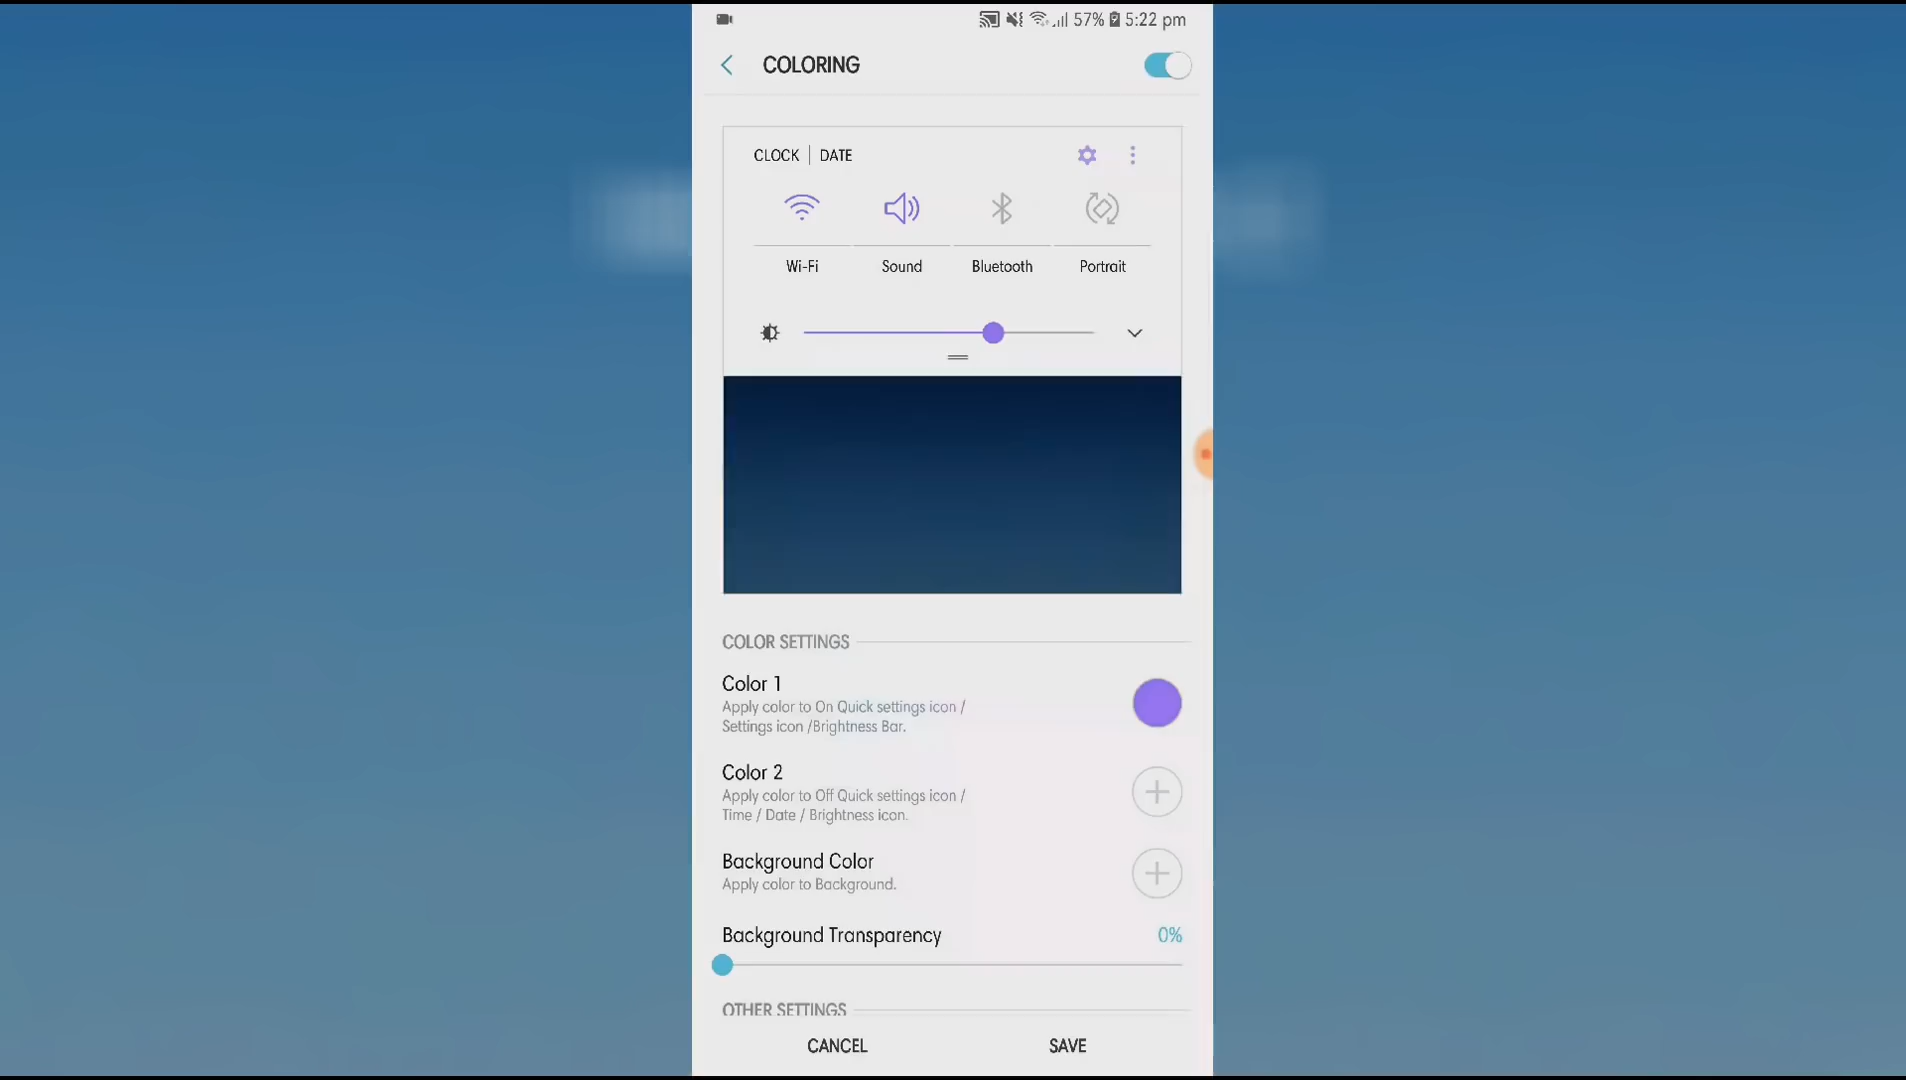 57% 5:22 pm
COLORING
CLOCK | DATE
Wi-Fi Sound Bluetooth Portrait
COLOR SETTINGS
Color 1
Apply color to On Quick settings icon /
Settings icon /Brightness Bar.
Color 2
Apply color to Off Quick settings icon /
Time / Date / Brightness icon.
Background Color
Apply color to Background.
Background Transparency 0%
OTHER SETTINGS
CANCEL SAVE